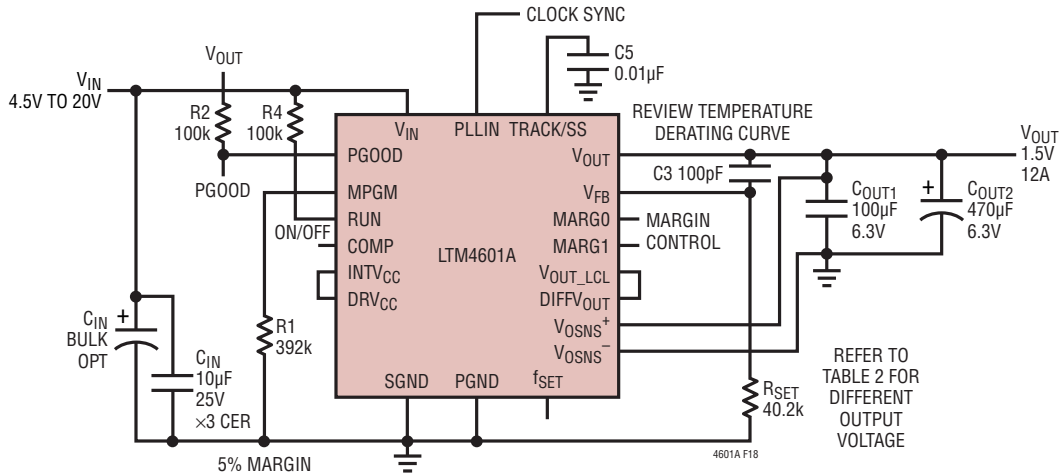 CLOCK SYNC
C5
0.01µF
VOUT
VIN
4.5V TO 20V
R2
100k
R4
100k
REVIEW TEMPERATURE
DERATING CURVE
VIN
PLLIN
TRACK/SS
VOUT
1.5V
12A
PGOOD
VOUT
C3 100pF
PGOOD
MPGM
VFB
RUN
MARG0
MARGIN
CONTROL
ON/OFF
COMP
MARG1
LTM4601A
COUT1
100µF
6.3V
+
COUT2
470µF
6.3V
INTVCC
VOUT_LCL
DRVCC
DIFFVOUT
VOSNS+
VOSNS–
CIN
BULK
OPT
+
R1
392k
CIN
10µF
25V
×3 CER
SGND
PGND
fSET
RSET
40.2k
REFER TO
TABLE 2 FOR
DIFFERENT
OUTPUT
VOLTAGE
5% MARGIN
4601A F18